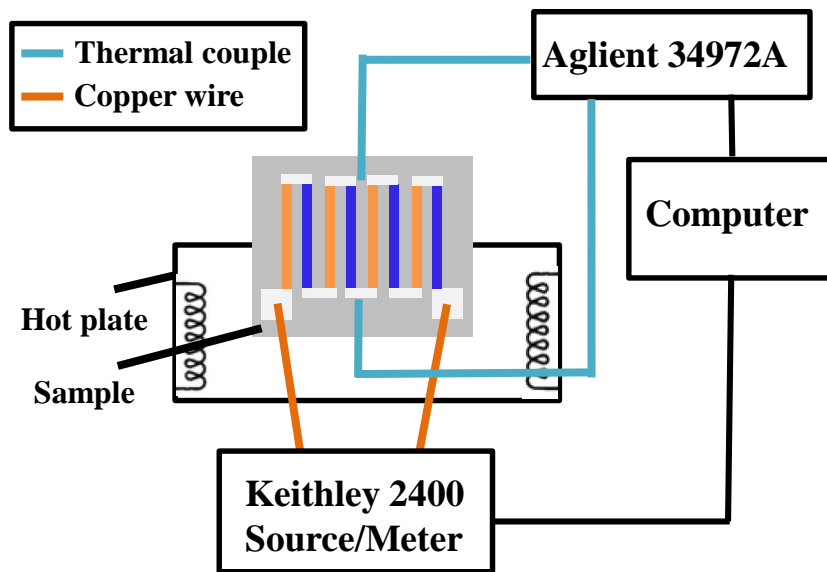 Thermal couple
Copper wire
Aglient 34972A
Computer
Hot plate
Sample
Keithley 2400
Source/Meter